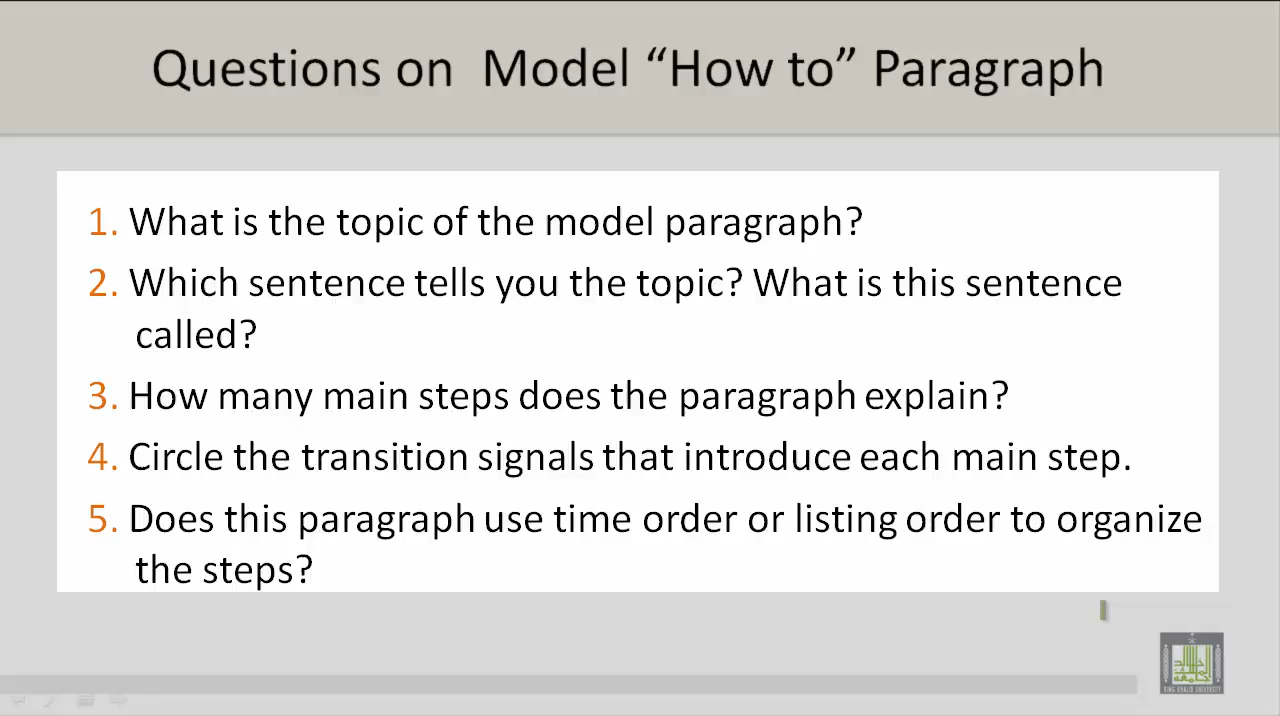 Questions on Model “How to” Paragraph
1. What is the topic of the model paragraph?
2. Which sentence tells you the topic? What is this sentence
called?
3. How many main steps does the paragraph explain?
4. Circle the transition signals that introduce each main step.
5. Does this paragraph use time order or listing order to organize
the steps?
KING KHALID UNIVERSITY